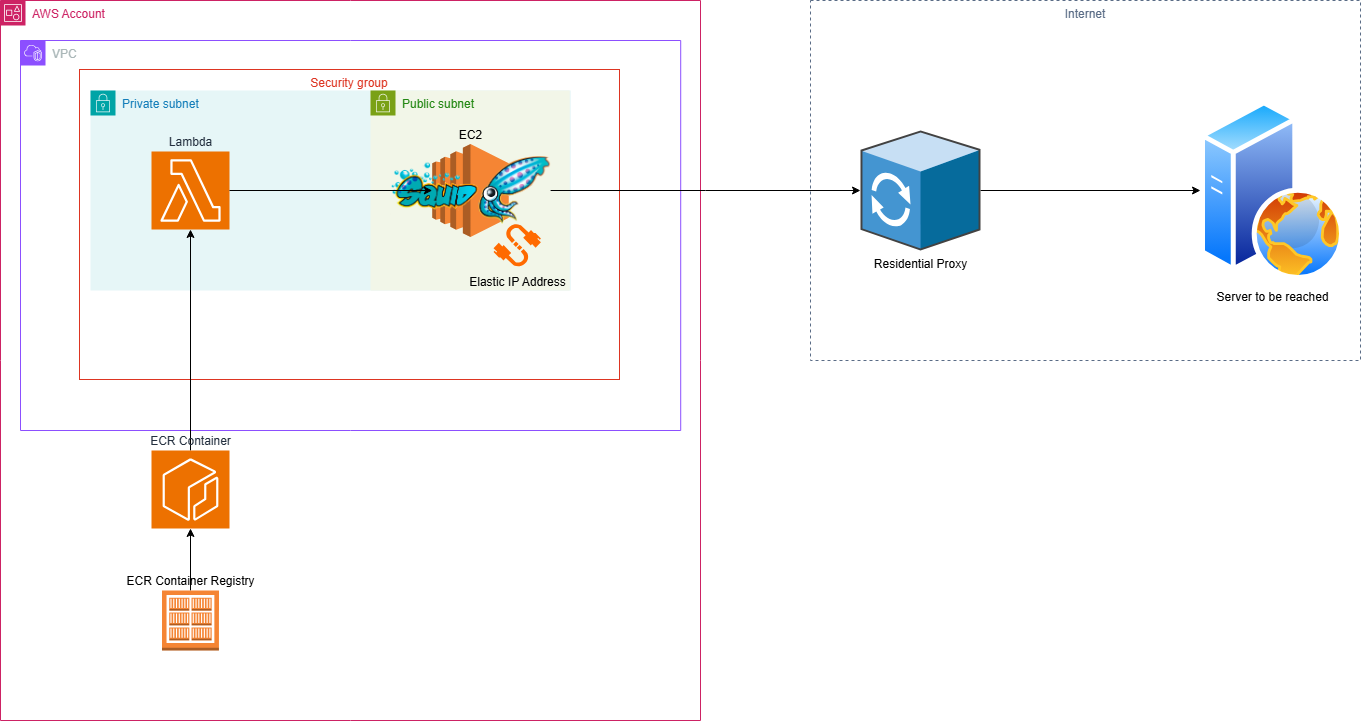 AWS Account
Internet
VPC
Security group
Private subnet
Public subnet
Lambda
EC2
Squid
Elastic IP Address
Residential Proxy
Server to be reached
ECR Container
ECR Container Registry